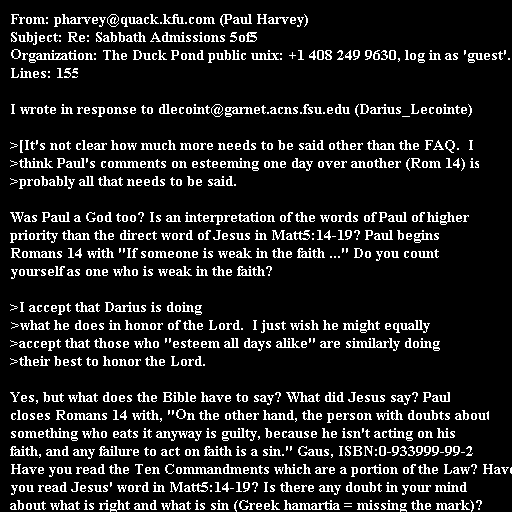 From: pharvey@quack.kfu.com (Paul Harvey)
Subject: Re: Sabbath Admissions 5of5
Organization: The Duck Pond public unix: +1 408 249 9630, log in as 'guest'.
Lines: 155

I wrote in response to dlecoint@garnet.acns.fsu.edu (Darius_Lecointe)

>[It's not clear how much more needs to be said other than the FAQ.  I
>think Paul's comments on esteeming one day over another (Rom 14) is
>probably all that needs to be said.

Was Paul a God too? Is an interpretation of the words of Paul of higher
priority than the direct word of Jesus in Matt5:14-19? Paul begins
Romans 14 with "If someone is weak in the faith ..." Do you count
yourself as one who is weak in the faith?

>I accept that Darius is doing
>what he does in honor of the Lord.  I just wish he might equally
>accept that those who "esteem all days alike" are similarly doing
>their best to honor the Lord.

Yes, but what does the Bible have to say? What did Jesus say? Paul
closes Romans 14 with, "On the other hand, the person with doubts about
something who eats it anyway is guilty, because he isn't acting on his
faith, and any failure to act on faith is a sin." Gaus, ISBN:0-933999-99-2
Have you read the Ten Commandments which are a portion of the Law? Have
you read Jesus' word in Matt5:14-19? Is there any doubt in your mind
about what is right and what is sin (Greek hamartia = missing the mark)?